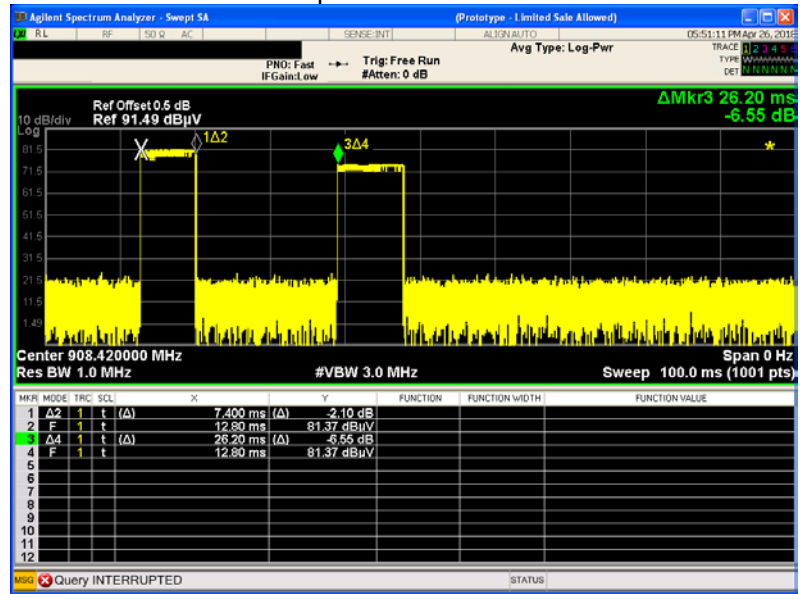 Agilent Spectrum Analyzer - Swept SA (Prototype - Limited Sale Allowed)
RL RF 50 Ω AC SENSE:INT ALIGN AUTO 05:51:11 PM Apr 26, 2018
Avg Type: Log-Pwr TRACE 1 2 3 4 5 6
PNO: Fast Trig: Free Run TYPE
IFGain:Low #Atten: 0 dB DET N N N N N
ΔMkr3 26.20 ms
Ref Offset 0.5 dB
10 dB/div Ref 91.49 dBµV -6.55 dB
Log
1Δ2
3Δ4
X
*
81.5
71.5
61.5
51.5
41.5
31.5
21.5
11.5
1.49
Center 908.420000 MHz Span 0 Hz
Res BW 1.0 MHz #VBW 3.0 MHz Sweep 100.0 ms (1001 pts)
MKR MODE TRC SCL X Y FUNCTION FUNCTION WIDTH FUNCTION VALUE
1 Δ2 1 t (Δ) 7.400 ms (Δ) -2.10 dB
2 F 1 t 12.80 ms 81.37 dBµV
3 Δ4 1 t (Δ) 26.20 ms (Δ) -6.55 dB
4 F 1 t 12.80 ms 81.37 dBµV
5
6
7
8
9
10
11
12
MSG Query INTERRUPTED STATUS